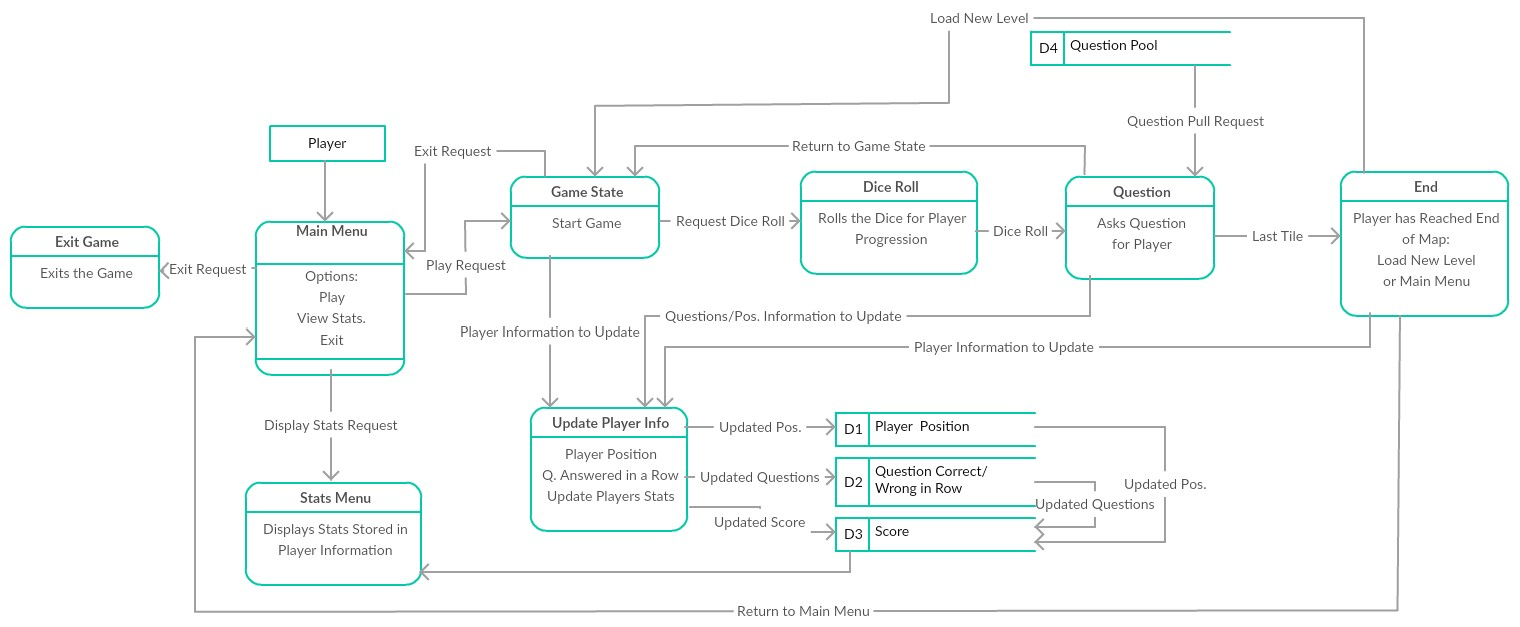 Load New Level
D4
Question Pool
Question Pull Request
Player
Exit Request
Return to Game State
Game State
Start Game
Request Dice Roll
Dice Roll
Rolls the Dice for Player
Progression
Dice Roll
Question
Asks Question
for Player
Last Tile
End
Player has Reached End
of Map:
Load New Level
or Main Menu
Exit Game
Exits the Game
Exit Request
Main Menu
Options:
Play
View Stats.
Exit
Play Request
Player Information to Update
Questions/Pos. Information to Update
Player Information to Update
Display Stats Request
Update Player Info
Player Position
Q. Answered in a Row
Update Players Stats
Updated Pos.
Updated Questions
Updated Score
D1
Player Position
D2
Question Correct/
Wrong in Row
D3
Score
Updated Pos.
Updated Questions
Stats Menu
Displays Stats Stored in
Player Information
Return to Main Menu